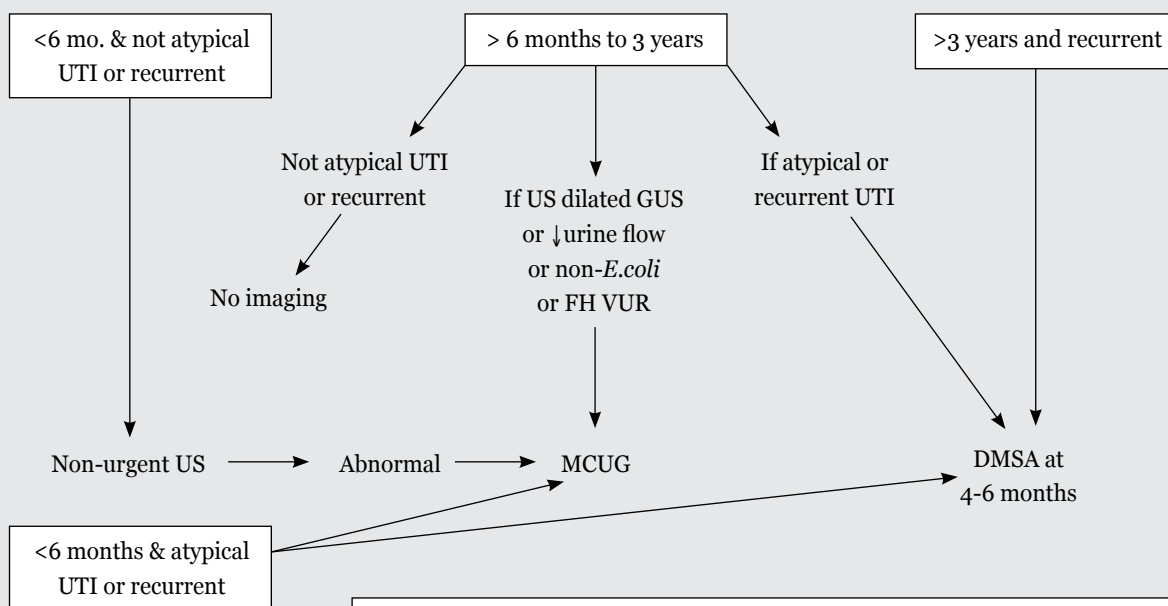 <6 mo. & not atypical
UTI or recurrent
> 6 months to 3 years
>3 years and recurrent
Not atypical UTI
or recurrent
If US dilated GUS
or ↓urine flow
or non-E.coli
or FH VUR
If atypical or
recurrent UTI
No imaging
Non-urgent US
Abnormal
MCUG
DMSA at
4-6 months
<6 months & atypical
UTI or recurrent